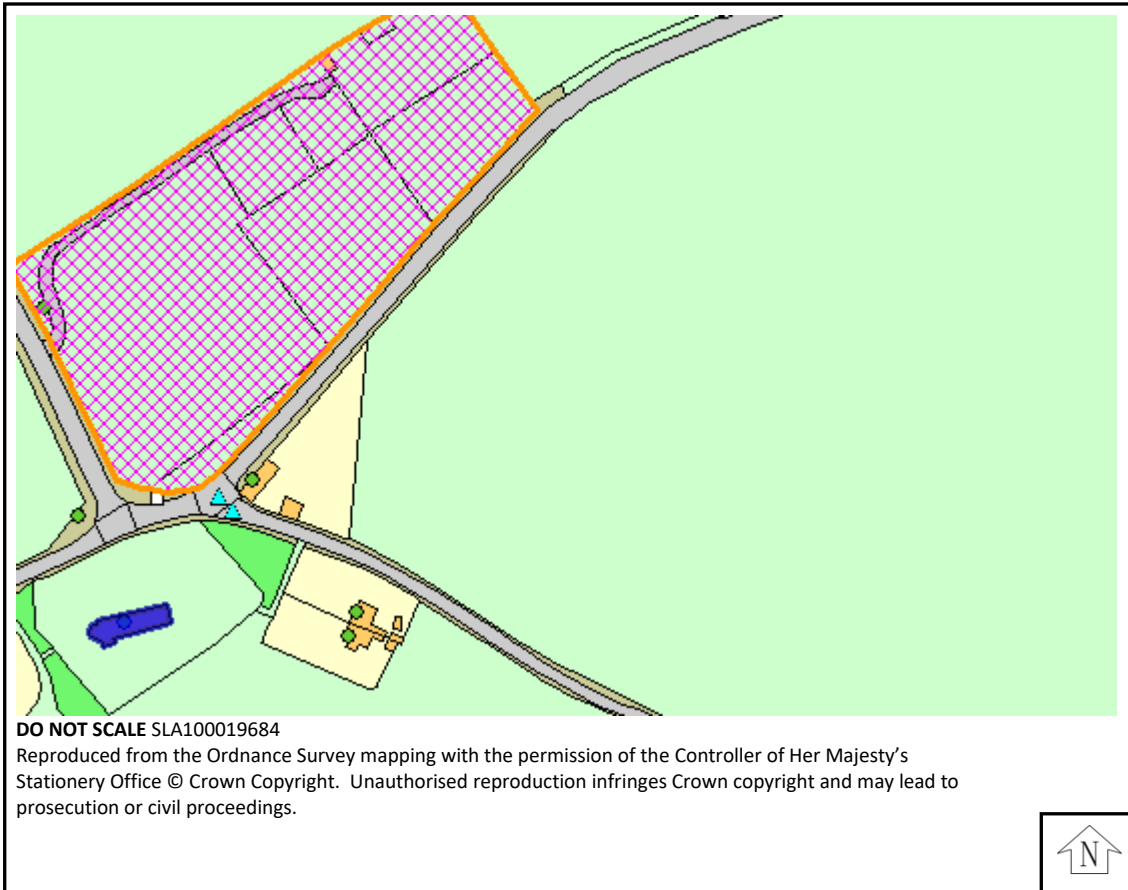 DO NOT SCALE SLA100019684
Reproduced from the Ordnance Survey mapping with the permission of the Controller of Her Majesty’s
Stationery Office © Crown Copyright.  Unauthorised reproduction infringes Crown copyright and may lead to
prosecution or civil proceedings.
N